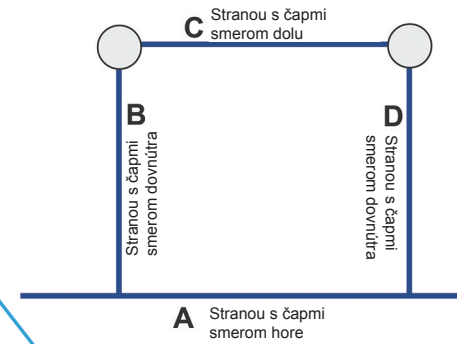 C Stranou s čapmi
smerom dolu
B
Stranou s čapmi
smerom dovnútra
D
Stranou s čapmi
smerom dovnútra
A Stranou s čapmi
smerom hore